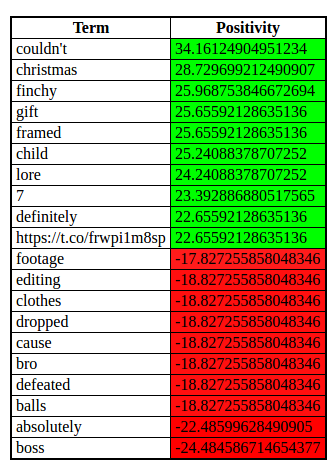 Term Positivity
couldn't 34.16124904951234
christmas 28.729699212490907
finchy 25.968753846672694
gift 25.65592128635136
framed 25.65592128635136
child 25.24088378707252
lore 24.24088378707252
7 23.392886880517565
definitely 22.65592128635136
https://t.co/frwpi1m8sp 22.65592128635136
footage -17.827255858048346
editing -18.827255858048346
clothes -18.827255858048346
dropped -18.827255858048346
cause -18.827255858048346
bro -18.827255858048346
defeated -18.827255858048346
balls -18.827255858048346
absolutely -22.48599628490905
boss -24.484586714654377